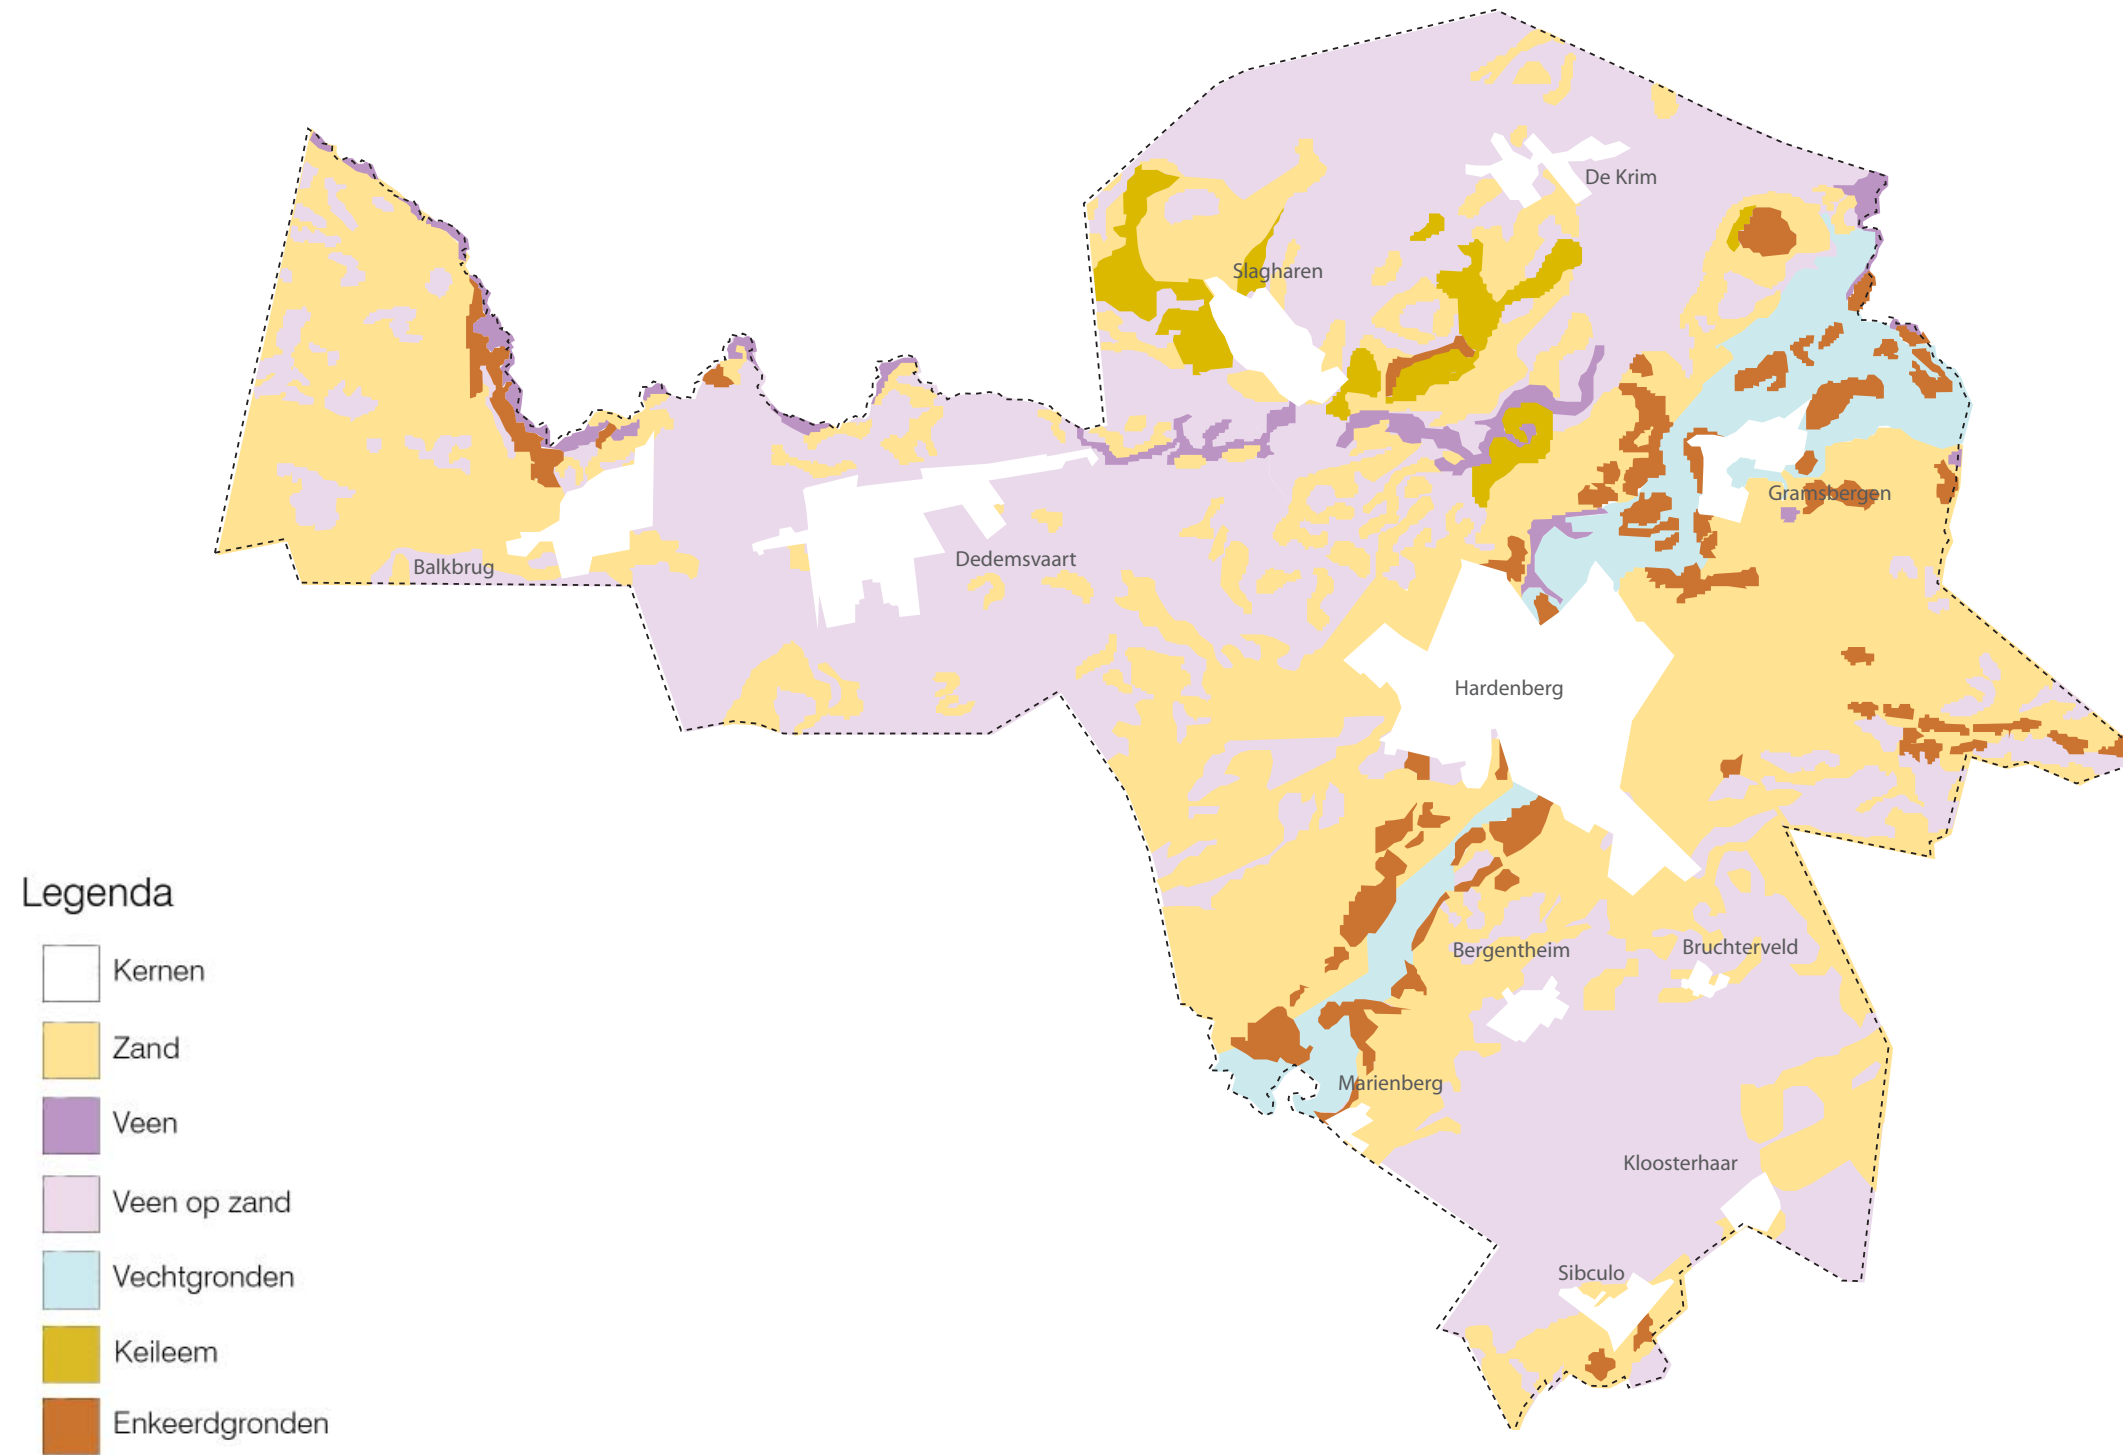 De Krim
Slagharen
Gramsbergen
Balkbrug
Dedemsvaart
Hardenberg
Bergentheim
Bruchterveld
Marienberg
Kloosterhaar
Sibculo
Legenda
Kernen
Zand
Veen
Veen op zand
Vechtgronden
Keileem
Enkeerdgronden